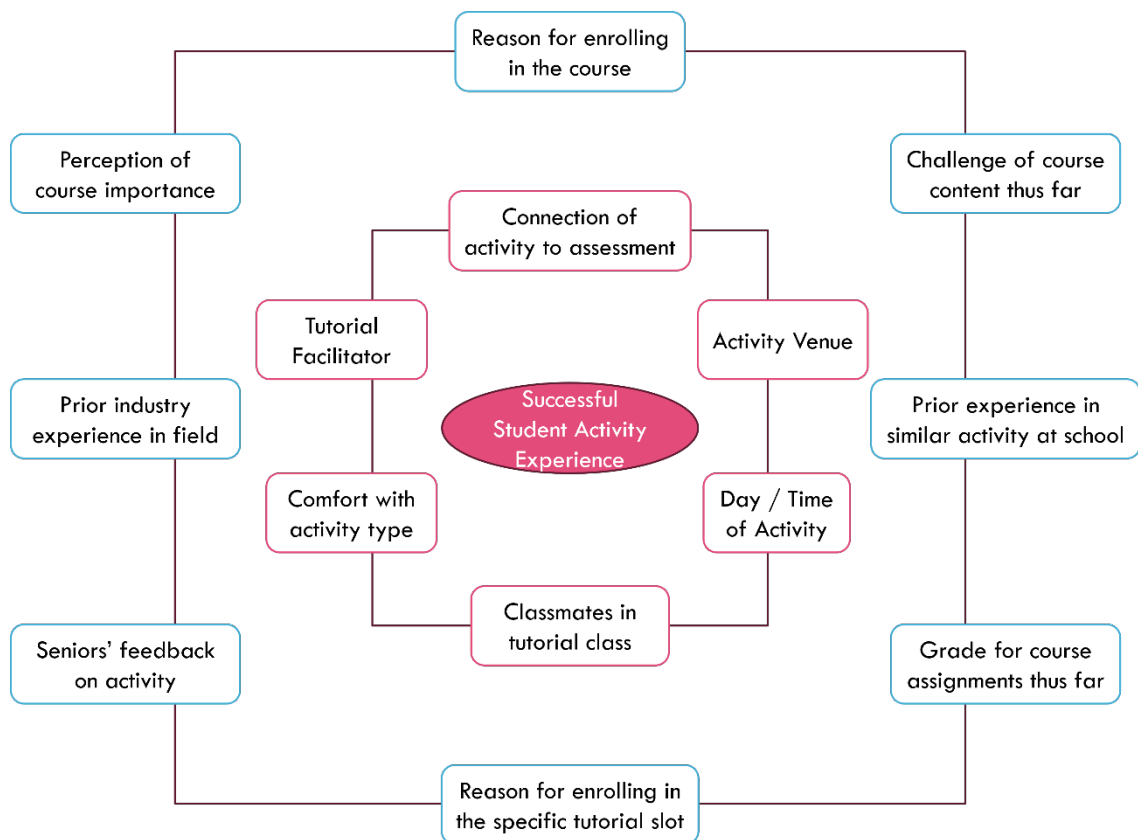 Reason for enrolling
in the course
Perception of
course importance
Challenge of course
content thus far
Connection of
activity to assessment
Tutorial
Facilitator
Activity Venue
Successful
Student Activity
Experience
Prior industry
experience in field
Prior experience in
similar activity at school
Comfort with
activity type
Day / Time
of Activity
Classmates in
tutorial class
Seniors’ feedback
on activity
Grade for course
assignments thus far
Reason for enrolling in
the specific tutorial slot